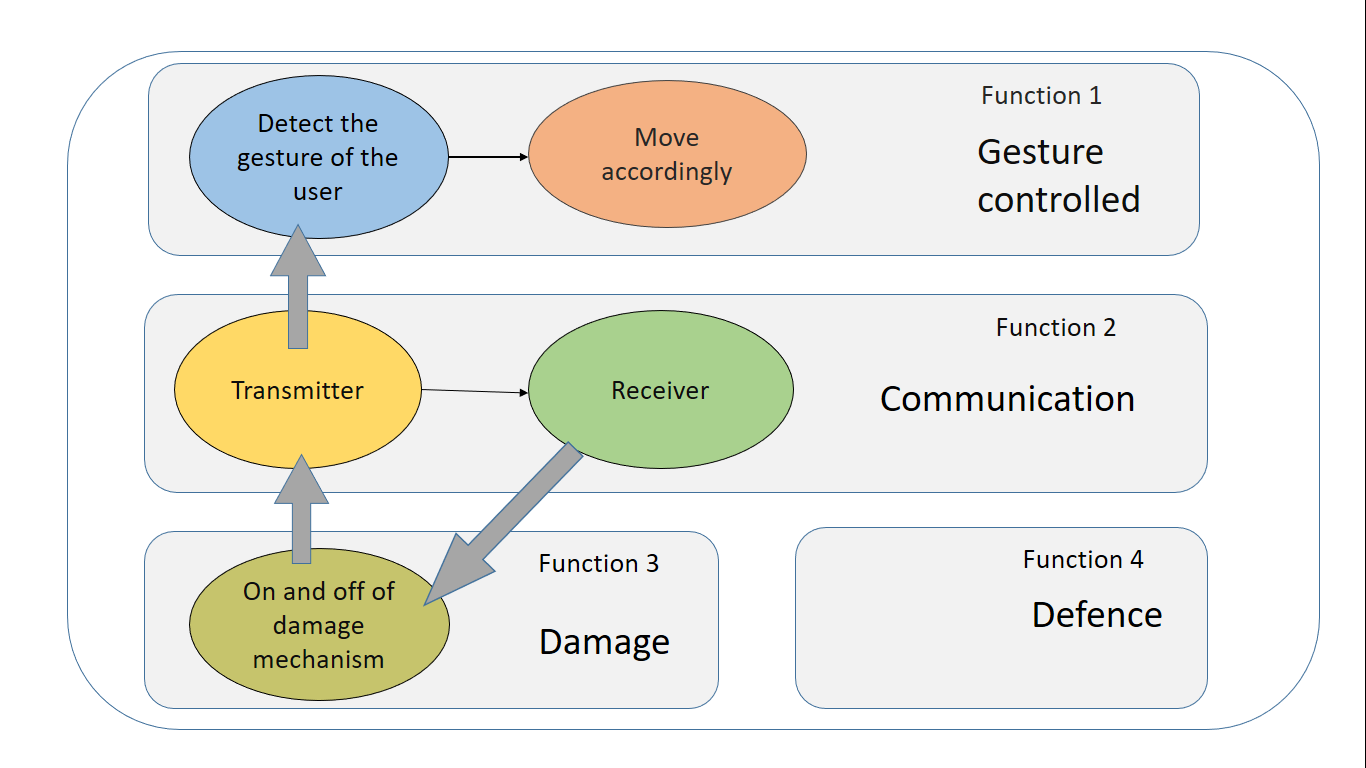 Detect the
gesture of the
user
Move
accordingly
Function 1
Gesture
controlled
Transmitter
Receiver
Function 2
Communication
On and off of
damage
mechanism
Function 3
Damage
Function 4
Defence